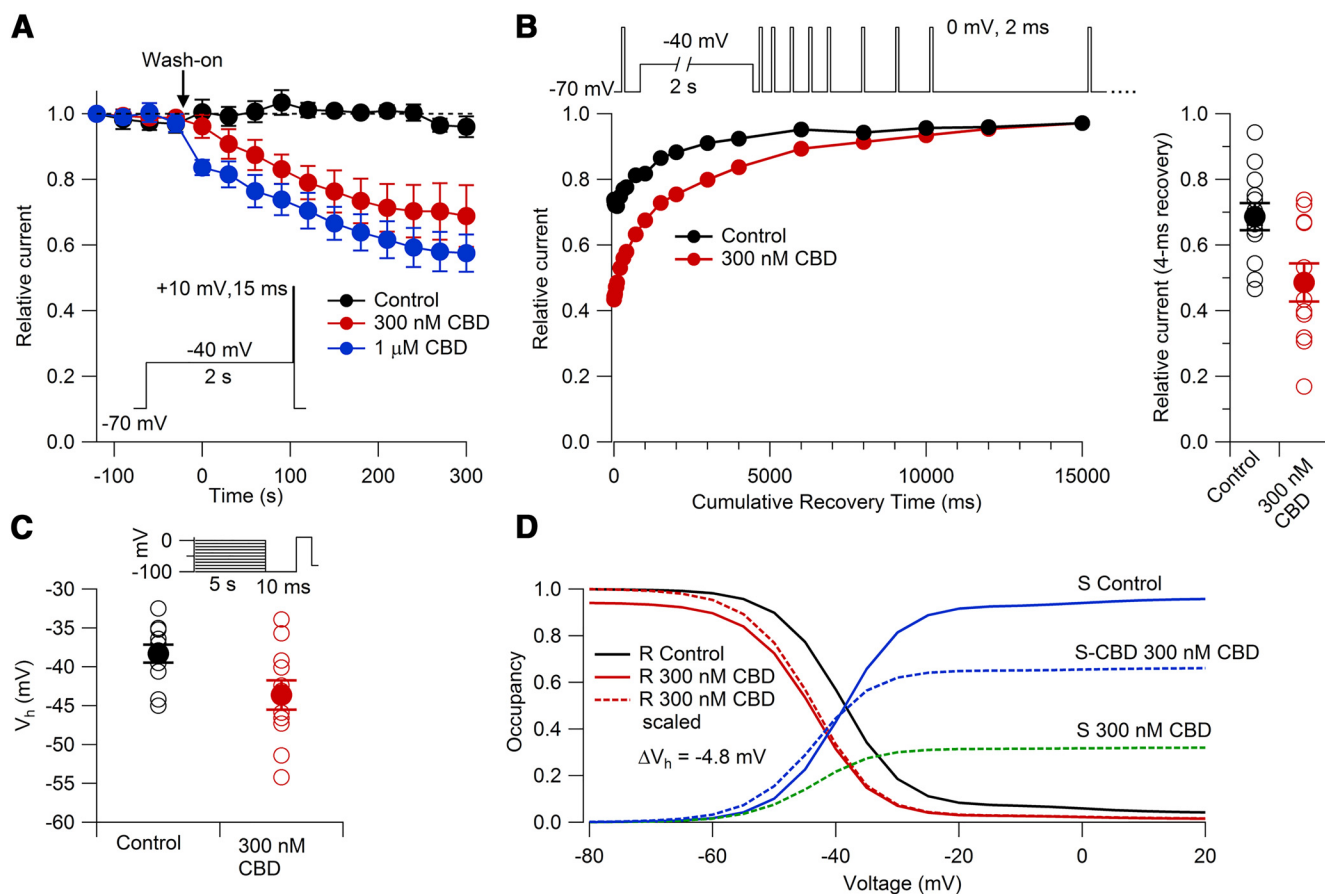 A
Wash-on
Relative current
1.0
0.8
0.6
0.4
0.2
0.0
+10 mV,15 ms
-40 mV
2 s
-70 mV
Control
300 nM CBD
1 μM CBD
-100
0
100
200
300
Time (s)
B
-40 mV
0 mV, 2 ms
-70 mV
2 s
....
Relative current
1.0
0.8
0.6
0.4
0.2
0.0
Control
300 nM CBD
0
5000
10000
15000
Cumulative Recovery Time (ms)
Relative current (4-ms recovery)
1.0
0.8
0.6
0.4
0.2
0.0
Control
300 nM
CBD
C
mV
0
-100
5 s
10 ms
Vh (mV)
-30
-35
-40
-45
-50
-55
-60
Control
300 nM
CBD
D
Occupancy
1.0
0.8
0.6
0.4
0.2
0.0
R Control
R 300 nM CBD
R 300 nM CBD
scaled
ΔVh = -4.8 mV
S Control
S-CBD 300 nM CBD
S 300 nM CBD
-80
-60
-40
-20
0
20
Voltage (mV)